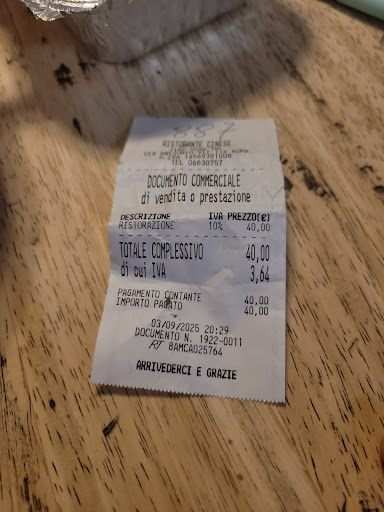 887
RISTORANTE CINESE
TEL 06630757
DOCUMENTO COMMERCIALE
di vendita o prestazione
DESCRIZIONE IVA PREZZO(€)
RISTORAZIONE 10% 40,00
TOTALE COMPLESSIVO 40,00
di cui IVA 3,64
PAGAMENTO CONTANTE 40,00
IMPORTO PAGATO 40,00
03/09/2025 20:29
DOCUMENTO N. 1922-0011
RT 8AMCA025764
ARRIVEDERCI E GRAZIE